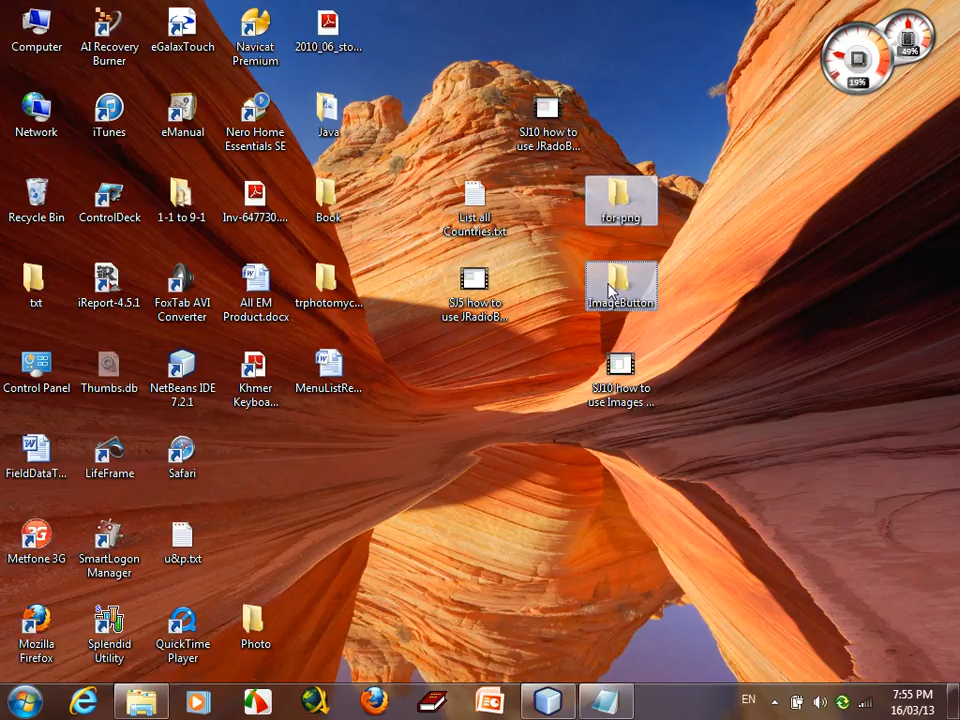 Computer
AI Recovery
Burner
eGalaxTouch
Navicat
Premium
2010_06_sto...
19%
49%
Network
iTunes
eManual
Nero Home
Essentials SE
Java
SJ10 how to
use JRadoB...
Recycle Bin
ControlDeck
1-1 to 9-1
Inv-647730....
Book
List all
Countries.txt
for-png
txt
iReport-4.5.1
FoxTab AVI
Converter
All EM
Product.docx
trphotomyc...
SJ5 how to
use JRadioB...
ImageButton
Control Panel
Thumbs.db
NetBeans IDE
7.2.1
Khmer
Keyboa...
MenuListRe...
SJ10 how to
use Images ...
FieldDataT...
LifeFrame
Safari
Metfone 3G
SmartLogon
Manager
u&p.txt
Mozilla
Firefox
Splendid
Utility
QuickTime
Player
Photo
EN
7:55 PM
16/03/13